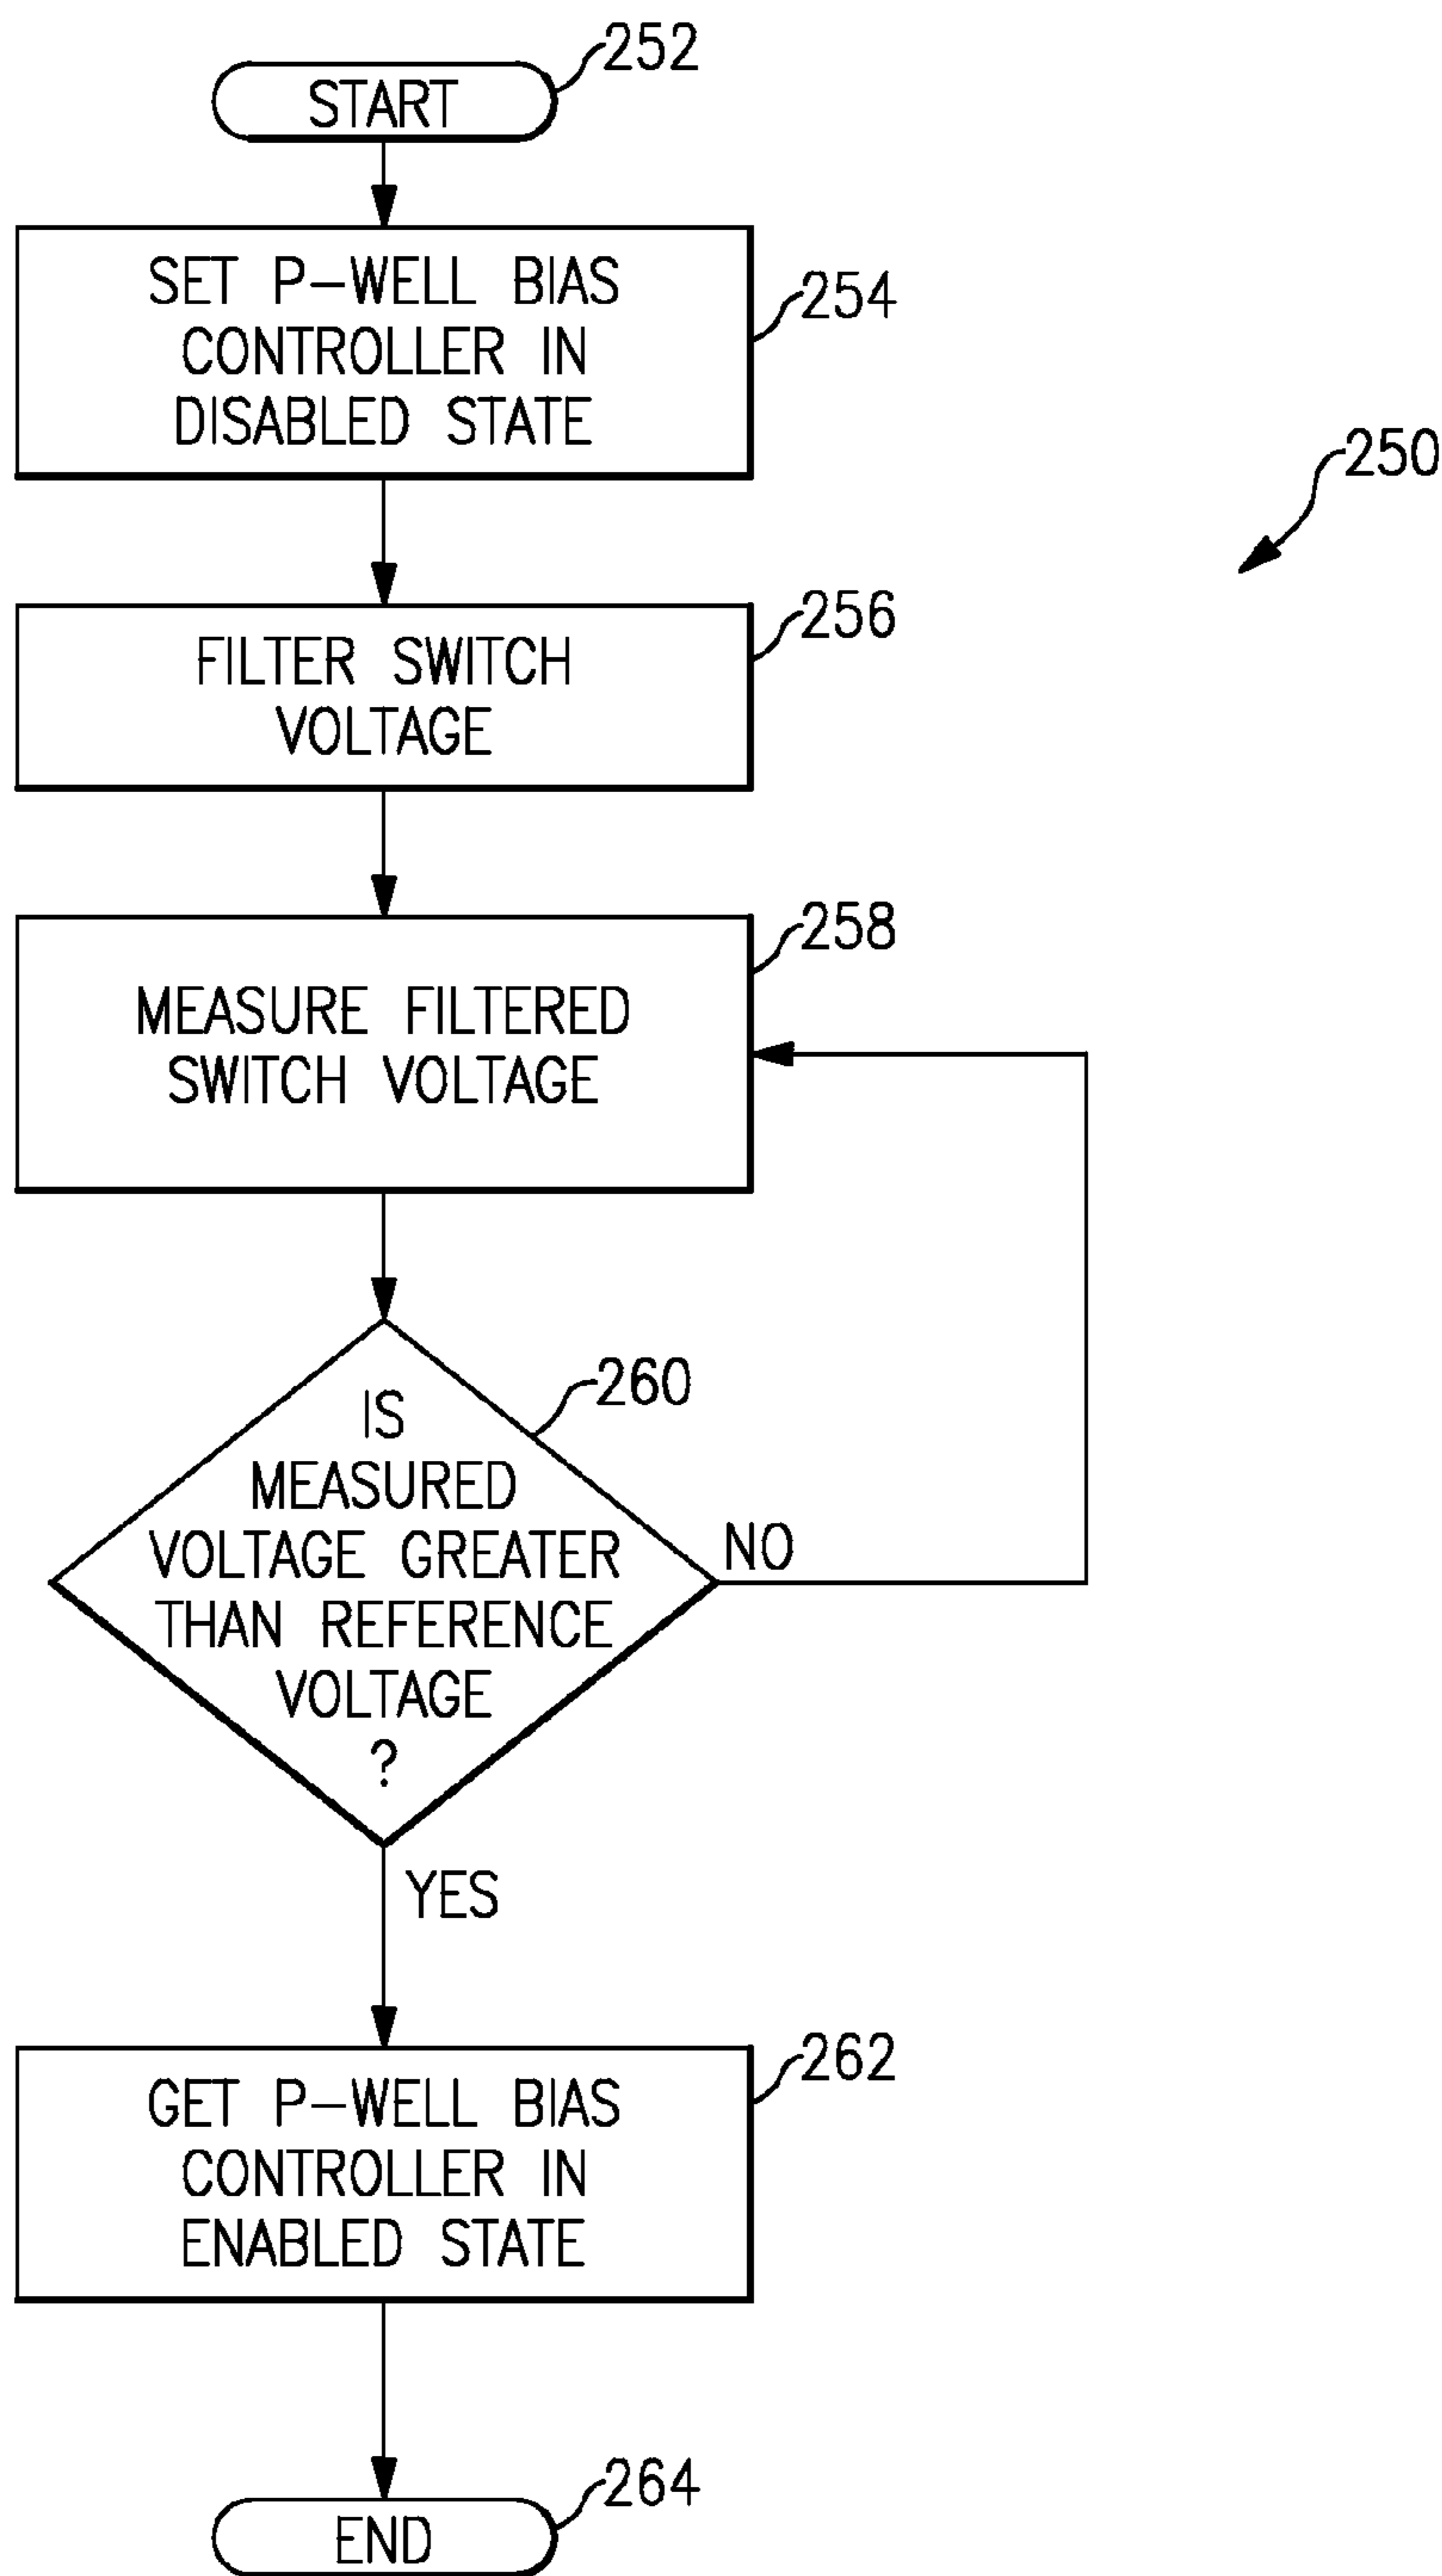 START
252
SET P-WELL BIAS
CONTROLLER IN
DISABLED STATE
254
250
FILTER SWITCH
VOLTAGE
256
MEASURE FILTERED
SWITCH VOLTAGE
258
IS
MEASURED
VOLTAGE GREATER
THAN REFERENCE
VOLTAGE
?
260
NO
YES
GET P-WELL BIAS
CONTROLLER IN
ENABLED STATE
262
END
264